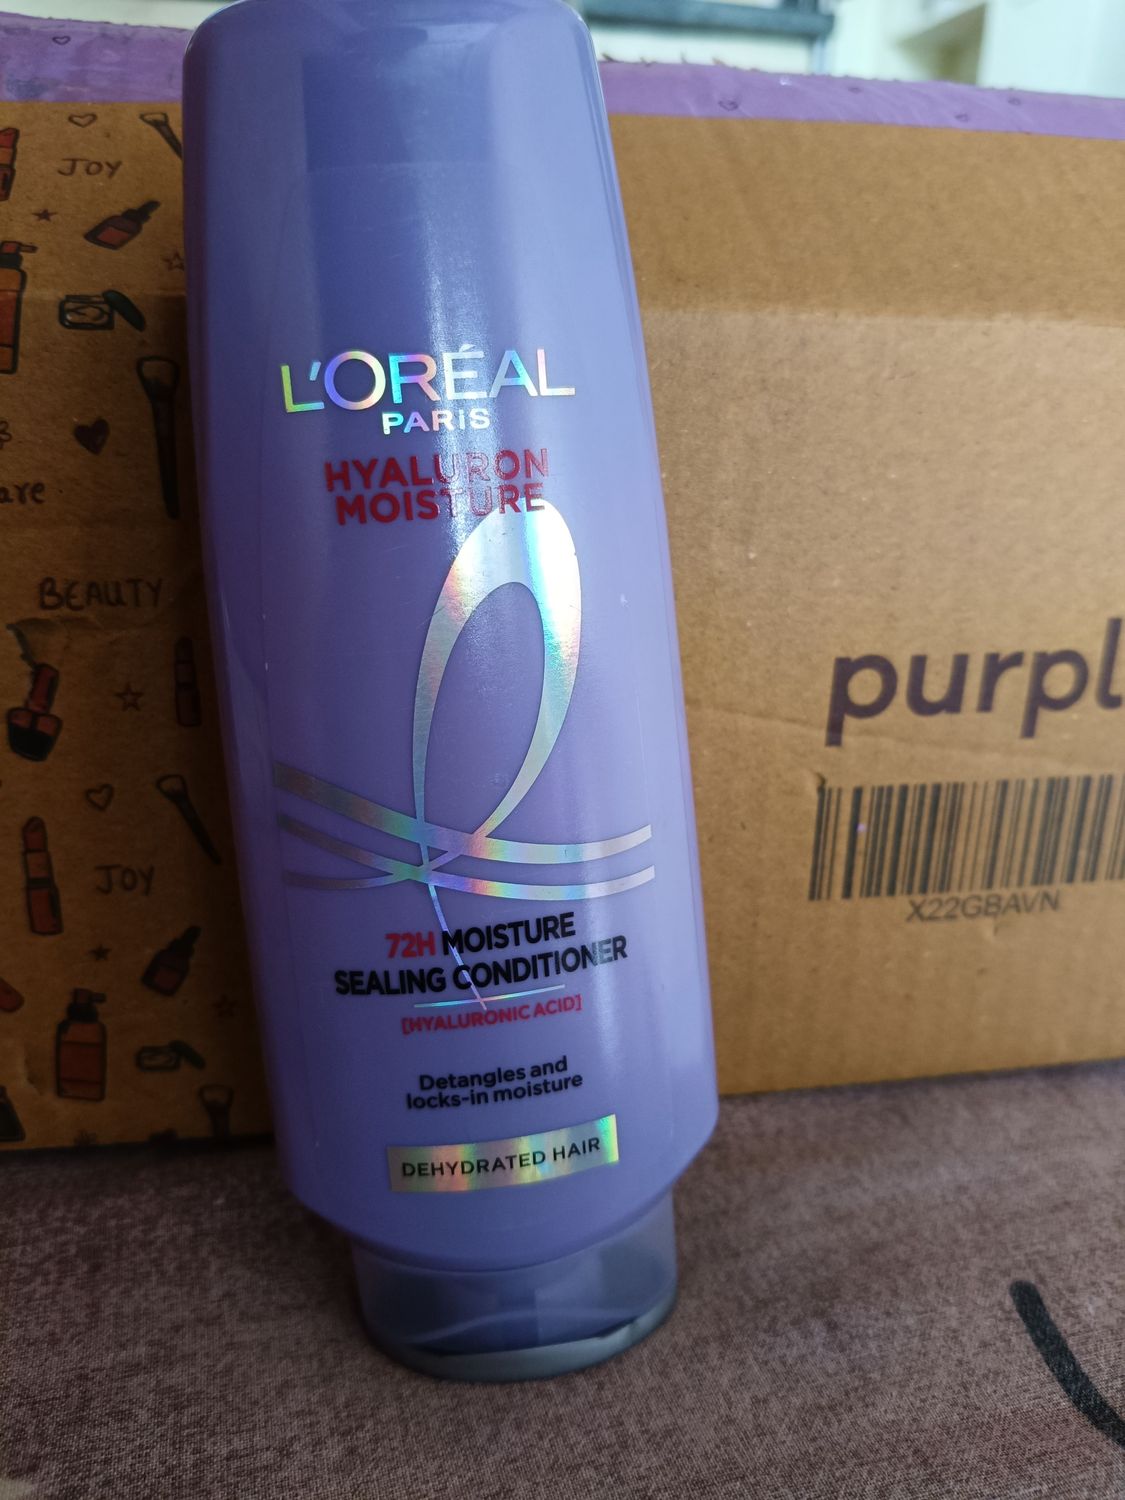 L'ORÉAL
PARIS
HYALURON
MOISTURE
72H MOISTURE
SEALING CONDITIONER
[HYALURONIC ACID]
Detangles and
locks-in moisture
DEHYDRATED HAIR
JOY
BEAUTY
JOY
purpl
X22GBAVN